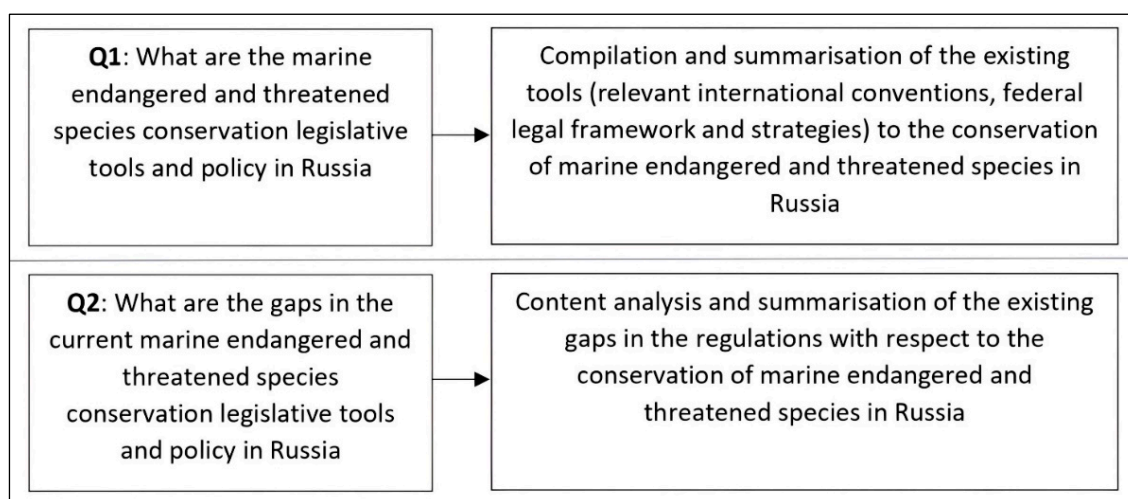 Q1: What are the marine
endangered and threatened
species conservation legislative
tools and policy in Russia
Compilation and summarisation of the existing
tools (relevant international conventions, federal
legal framework and strategies) to the conservation
of marine endangered and threatened species in
Russia
Q2: What are the gaps in the
current marine endangered and
threatened species
conservation legislative tools
and policy in Russia
Content analysis and summarisation of the existing
gaps in the regulations with respect to the
conservation of marine endangered and
threatened species in Russia